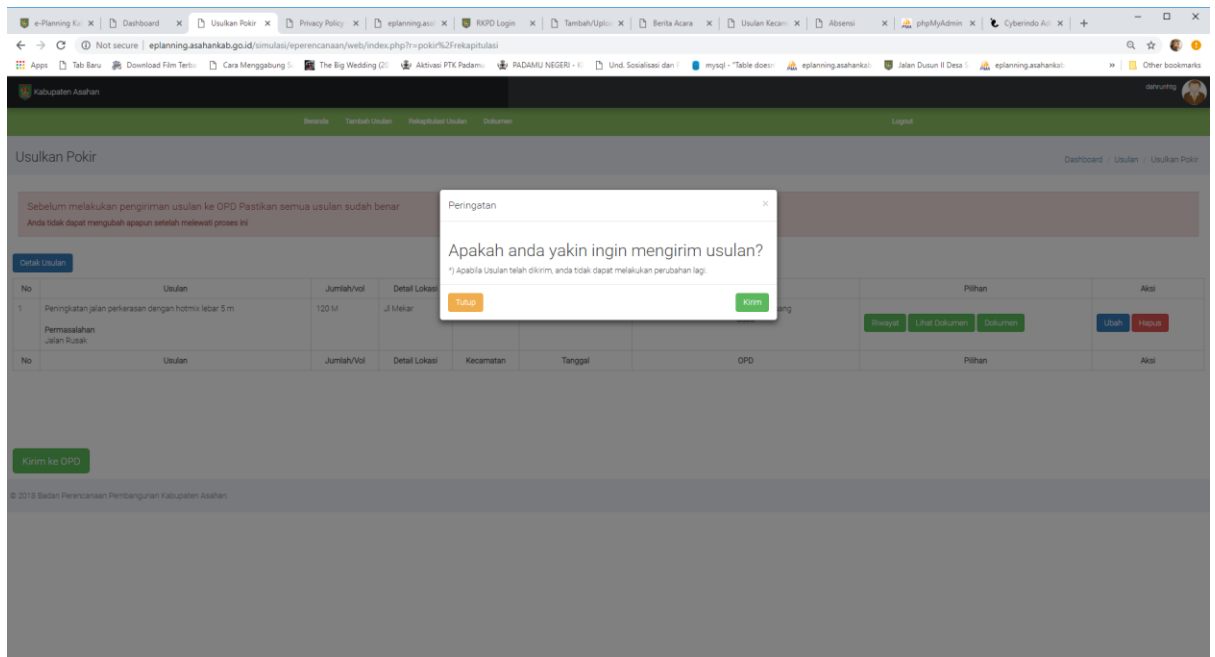 e-Planning Ka
Dashboard
Usulkan Pokir
Privacy Policy
eplanning.asa
RKPD Login
Tambah/Uploa
Berita Acara
Usulan Kecam
Absensi
phpMyAdmin
Cyberindo Ad
Not secure | eplanning.asahankab.go.id/simulasi/eperencanaan/web/index.php?r=pokir%2Frekapitulasi
Apps
Tab Baru
Download Film Terba
Cara Menggabung S
The Big Wedding (20
Aktivasi PTK Padamu
PADAMU NEGERI -
Und. Sosialisasi dan
mysql - "Table doesn
eplanning.asahankab
Jalan Dusun II Desa S
eplanning.asahankab
Other bookmarks
Kabupaten Asahan
Beranda Tambah Usulan Rekapitulasi Usulan Dokumen Logout
Usulkan Pokir
Dashboard / Usulan / Usulkan Pokir
Sebelum melakukan pengiriman usulan ke OPD Pastikan semua usulan sudah benar
Anda tidak dapat mengubah apapun setelah melewati proses ini
Peringatan ×
Apakah anda yakin ingin mengirim usulan?
*) Apabila Usulan telah dikirim, anda tidak dapat melakukan perubahan lagi.
Tutup Kirim
Cetak Usulan
No Usulan Jumlah/vol Detail Lokasi Pilihan Aksi
1 Peningkatan jalan perkerasan dengan hotmix lebar 5 m 120 M Jl Mekar
Permasalahan
Jalan Rusak
Riwayat Lihat Dokumen Dokumen Ubah Hapus
No Usulan Jumlah/Vol Detail Lokasi Kecamatan Tanggal OPD Pilihan Aksi
Kirim ke OPD
© 2018 Badan Perencanaan Pembangunan Kabupaten Asahan